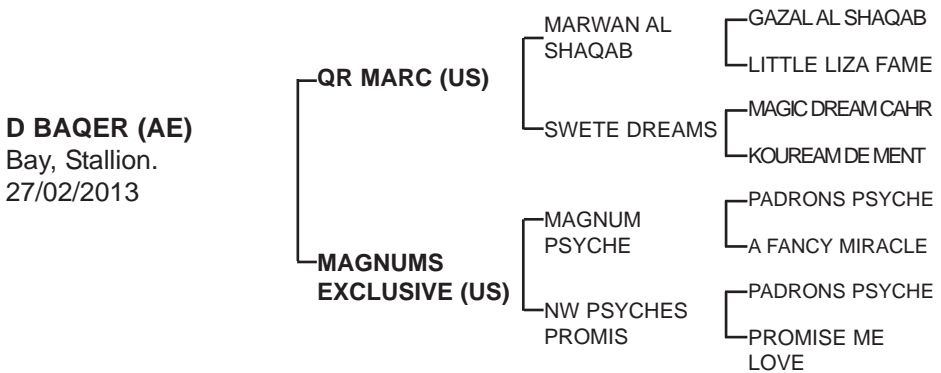 D BAQER (AE)
Bay, Stallion.
27/02/2013
QR MARC (US)
MAGNUMS
EXCLUSIVE (US)
MARWAN AL
SHAQAB
SWETE DREAMS
MAGNUM
PSYCHE
NW PSYCHES
PROMIS
GAZAL AL SHAQAB
LITTLE LIZA FAME
MAGIC DREAM CAHR
KOUREAM DE MENT
PADRONS PSYCHE
A FANCY MIRACLE
PADRONS PSYCHE
PROMISE ME
LOVE